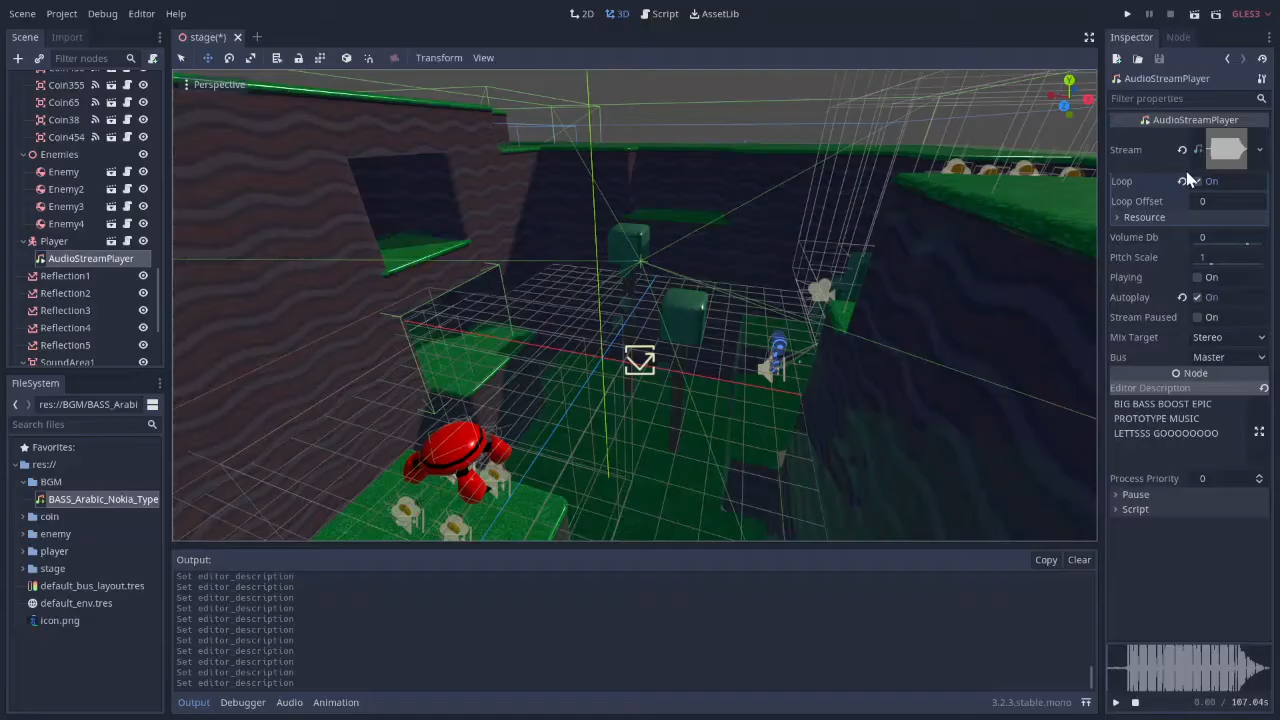 Scene Project Debug Editor Help
2D 3D Script AssetLib
GLES3
Scene Import
stage(*)
Inspector Node
Filter nodes
Transform View
Perspective
AudioStreamPlayer
Filter properties
Coin355
Coin65
Coin38
Coin454
Enemies
Enemy
Enemy2
Enemy3
Enemy4
Player
AudioStreamPlayer
Reflection1
Reflection2
Reflection3
Reflection4
Reflection5
SoundArea1
FileSystem
res://BGM/BASS_Arabi
Search files
Favorites:
res://
BGM
BASS_Arabic_Nokia_Type
coin
enemy
player
stage
default_bus_layout.tres
default_env.tres
icon.png
Output:
Copy Clear
Set editor_description
Set editor_description
Set editor_description
Set editor_description
Set editor_description
Set editor_description
Set editor_description
Set editor_description
Set editor_description
Set editor_description
Set editor_description
Output Debugger Audio Animation
3.2.3.stable.mono
AudioStreamPlayer
Stream
Loop On
Loop Offset 0
Resource
Volume Db 0
Pitch Scale 1
Playing On
Autoplay On
Stream Paused On
Mix Target Stereo
Bus Master
Node
Editor Description
BIG BASS BOOST EPIC
PROTOTYPE MUSIC
LETTSSS GOOOOOOOO
Process Priority 0
Pause
Script
0.00 / 107.04s